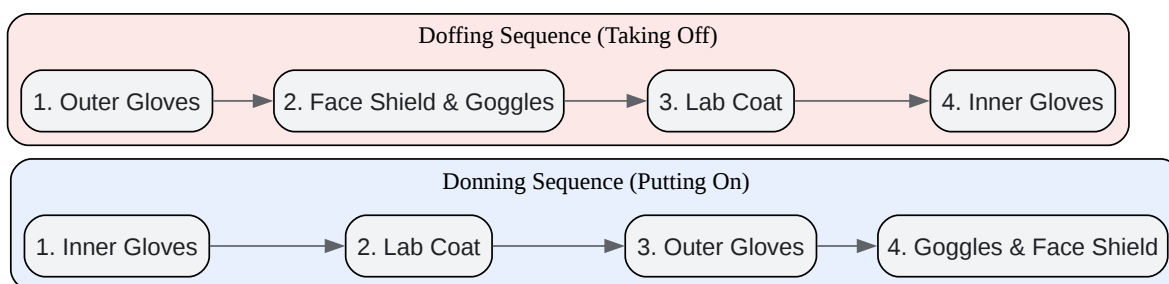 Doffing Sequence (Taking Off)
1. Outer Gloves
2. Face Shield & Goggles
3. Lab Coat
4. Inner Gloves
Donning Sequence (Putting On)
1. Inner Gloves
2. Lab Coat
3. Outer Gloves
4. Goggles & Face Shield